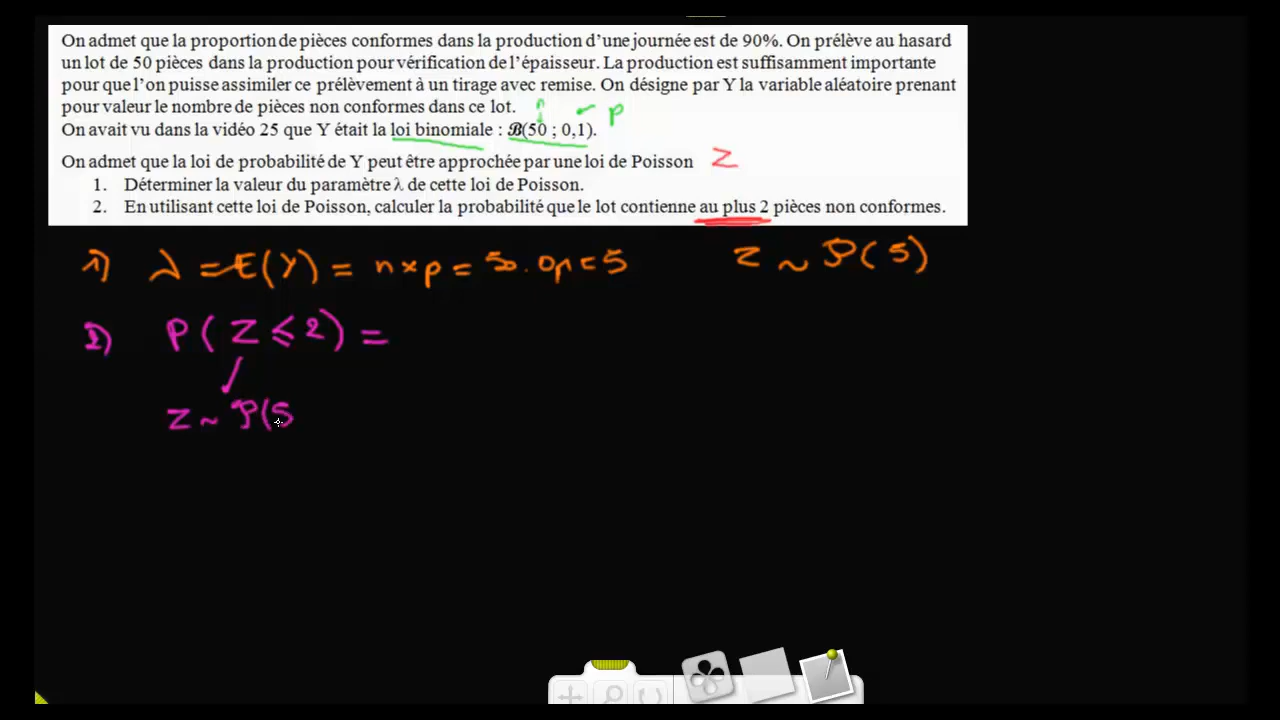 On admet que la proportion de pièces conformes dans la production d'une journée est de 90%. On prélève au hasard
un lot de 50 pièces dans la production pour vérification de l'épaisseur. La production est suffisamment importante
pour que l'on puisse assimiler ce prélèvement à un tirage avec remise. On désigne par Y la variable aléatoire prenant
pour valeur le nombre de pièces non conformes dans ce lot.
n p
On avait vu dans la vidéo 25 que Y était la loi binomiale : ℬ(50 ; 0,1).
On admet que la loi de probabilité de Y peut être approchée par une loi de Poisson Z
1. Déterminer la valeur du paramètre λ de cette loi de Poisson.
2. En utilisant cette loi de Poisson, calculer la probabilité que le lot contienne au plus 2 pièces non conformes.
1) λ = E(Y) = n × p = 50 . 0,1 = 5 Z ~ 𝒫(5)
2) P(Z ⩽ 2) =
Z ~ 𝒫(5